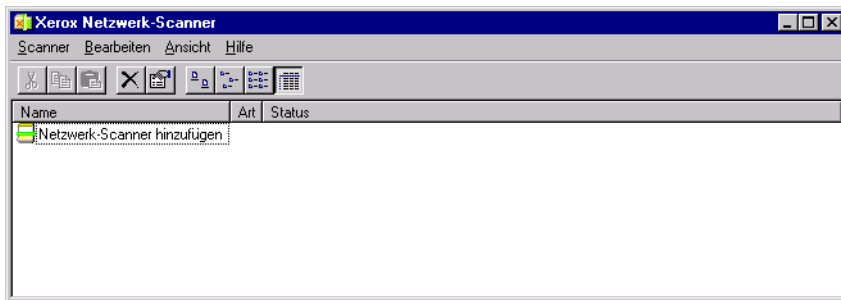 Xerox Netzwerk-Scanner
Scanner Bearbeiten Ansicht Hilfe
Name Art Status
Netzwerk-Scanner hinzufügen